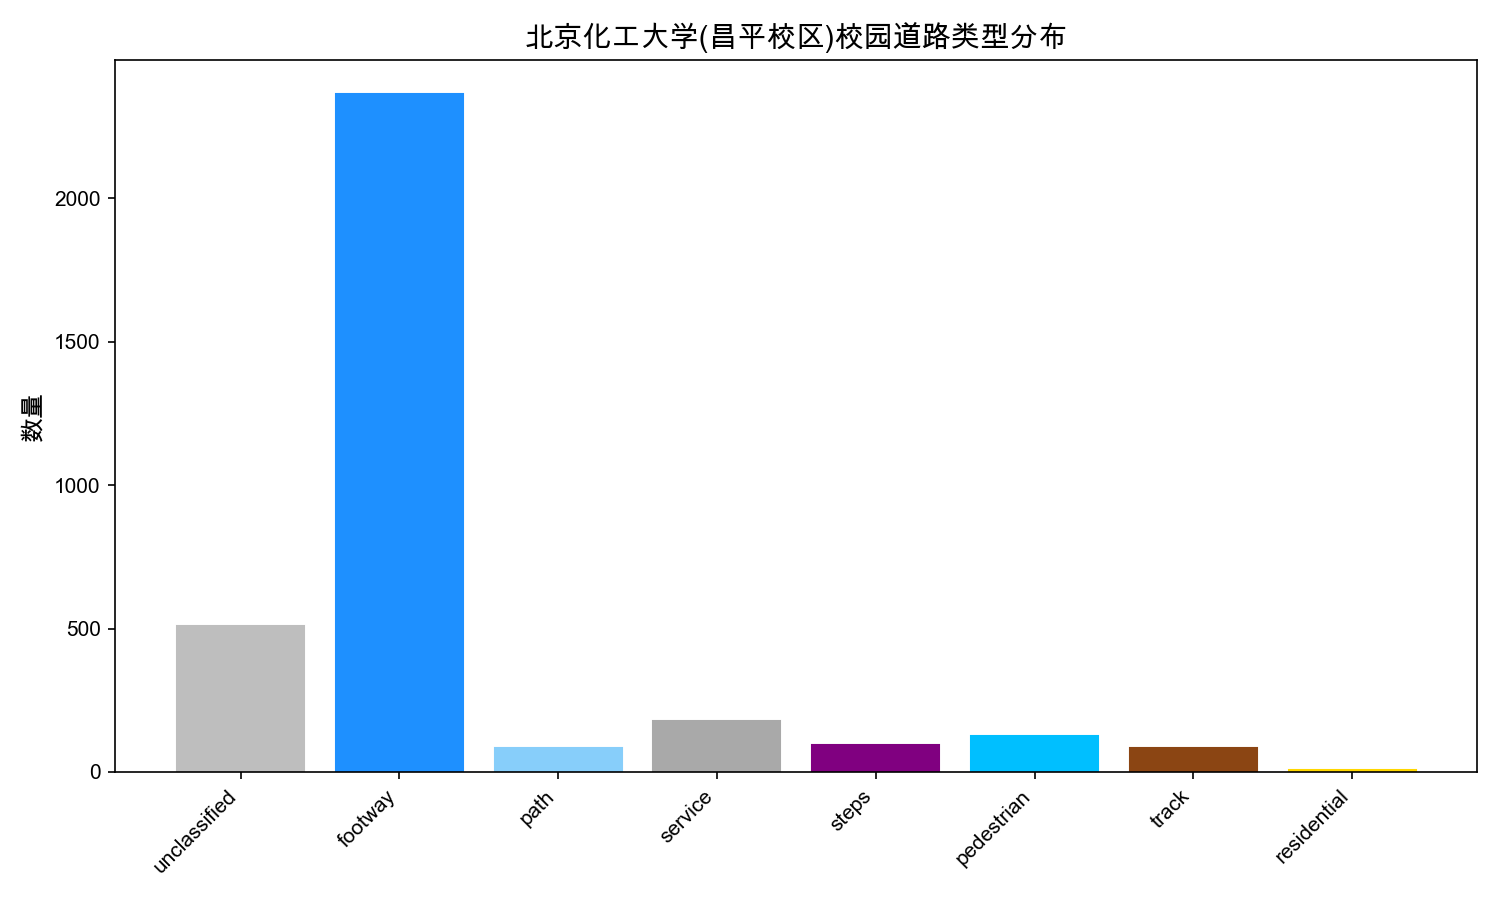 北京化工大学(昌平校区)校园道路类型分布
数量
2000
1500
1000
500
0
unclassified
footway
path
service
steps
pedestrian
track
residential